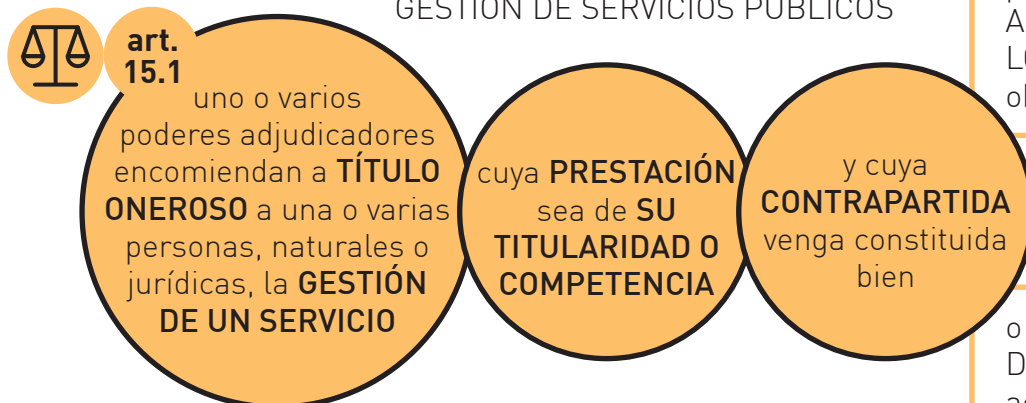 GESTIÓN DE SERVICIOS PÚBLICOS
art.
15.1
uno o varios
poderes adjudicadores
encomiendan a TÍTULO
ONEROSO a una o varias
personas, naturales o
jurídicas, la GESTIÓN
DE UN SERVICIO
cuya PRESTACIÓN
sea de SU
TITULARIDAD O
COMPETENCIA
y cuya
CONTRAPARTIDA
venga constituida
bien
o